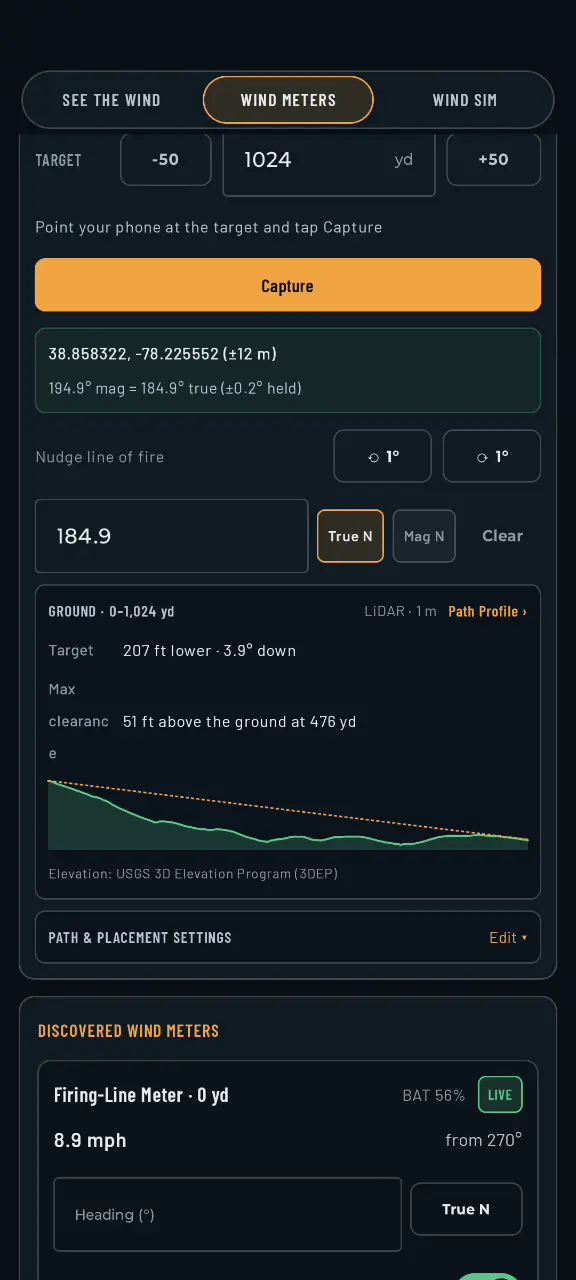 SEE THE WIND
WIND METERS
WIND SIM
TARGET
-50
1024 yd
+50
Point your phone at the target and tap Capture
Capture
38.858322, -78.225552 (±12 m)
194.9° mag = 184.9° true (±0.2° held)
Nudge line of fire
⟲ 1°
⟳ 1°
184.9
True N
Mag N
Clear
GROUND · 0–1,024 yd
LiDAR · 1 m
Path Profile ›
Target
207 ft lower · 3.9° down
Max
clearanc
e
51 ft above the ground at 476 yd
Elevation: USGS 3D Elevation Program (3DEP)
PATH & PLACEMENT SETTINGS
Edit ▾
DISCOVERED WIND METERS
Firing-Line Meter · 0 yd
BAT 56%
LIVE
8.9 mph
from 270°
Heading (°)
True N